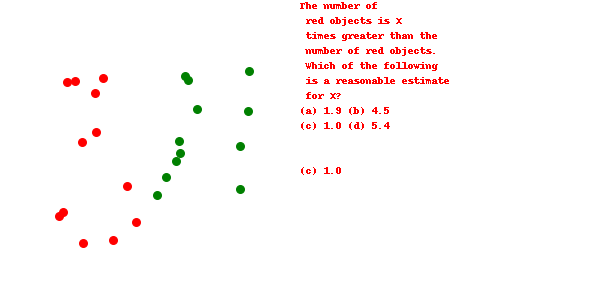 The number of
red objects is X
times greater than the
number of red objects.
Which of the following
is a reasonable estimate
for X?
(a) 1.9 (b) 4.5
(c) 1.0 (d) 5.4
(c) 1.0